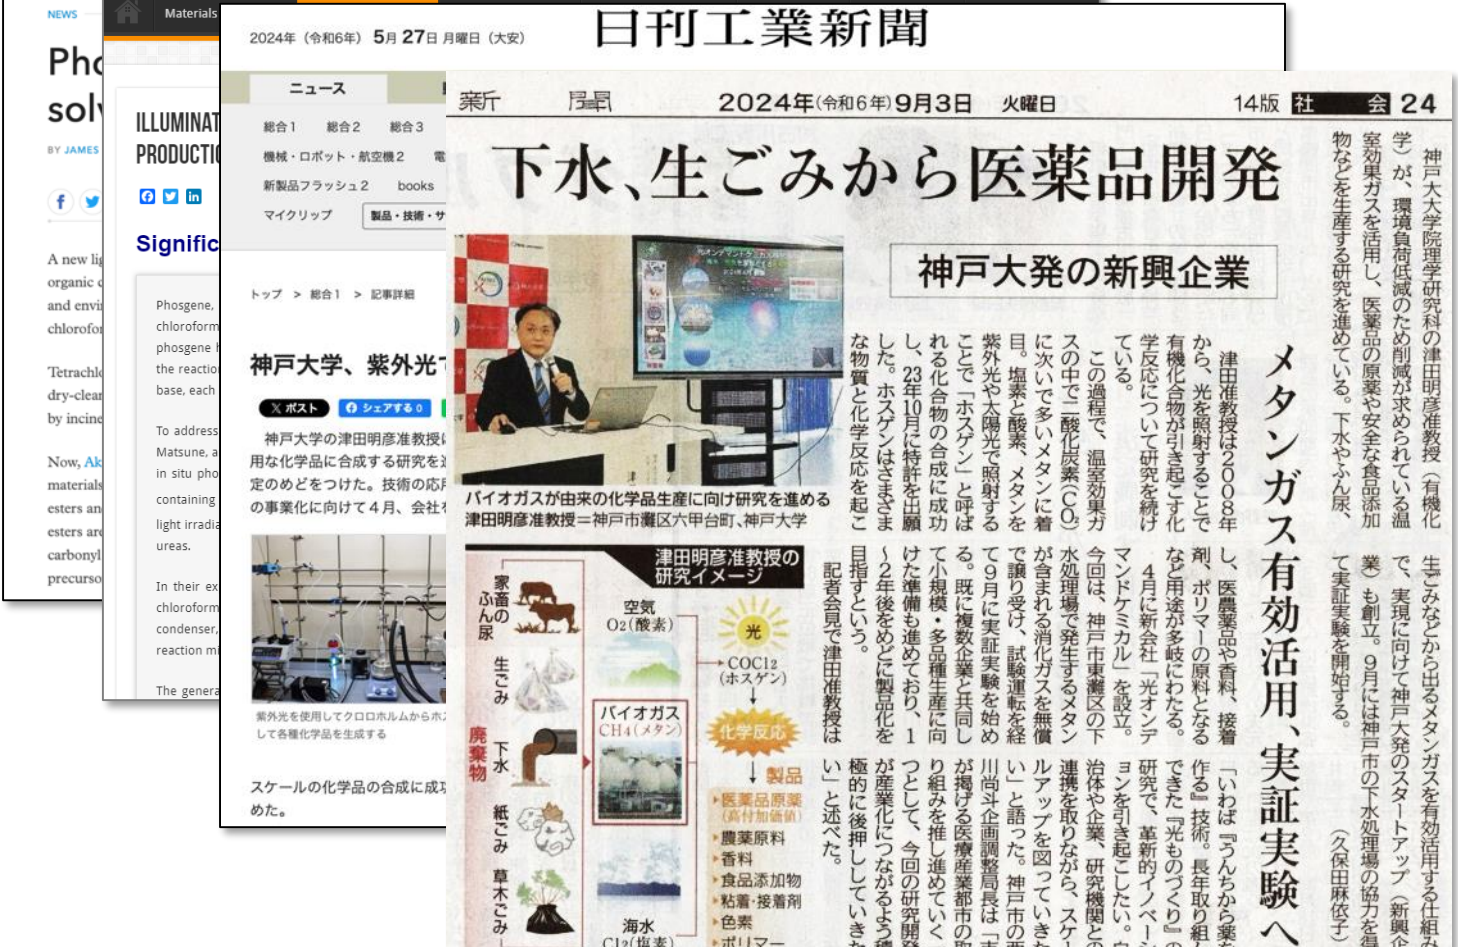 NEWS
Pho
solv
BY JAMES
A new lig
organic c
and envi
chlorofor
Tetrachlo
dry-clean
by incine
Now, Ak
materials
esters an
esters are
carbonyl
precurso
Materials
ILLUMINAT
PRODUCTIO
Signific
Phosgene,
chloroform
phosgene h
the reaction
base, each
To address
Matsune, a
in situ pho
containing
light irradia
ureas.
In their ex
chloroform
condenser,
reaction mi
The genera
2024年（令和6年）5月27日 月曜日（大安）
日刊工業新聞
ニュース
総合1 総合2 総合3
機械・ロボット・航空機2 電
新製品フラッシュ2 books
マイクリップ 製品・技術・サ
トップ > 総合1 > 記事詳細
神戸大学、紫外光で
ポスト シェアする 0
神戸大学の津田明彦准教授は
用な化学品に合成する研究を進
定のめどをつけた。技術の応用
の事業化に向けて4月、会社を
紫外光を使用してクロロホルムからホス
して各種化学品を生成する
スケールの化学品の合成に成功
めた。
新 聞 2024年(令和6年)9月3日 火曜日 14版 社会 24
下水、生ごみから医薬品開発
神戸大発の新興企業
メタンガス有効活用、実証実験へ
神戸大大学院理学研究科の津田明彦准教授（有機化
学）が、環境負荷低減のため削減が求められている温
室効果ガスを活用し、医薬品の原薬や安全な食品添加
物などを生産する研究を進めている。下水やふん尿、
生ごみなどから出るメタンガスを有効活用する仕組み
で、実現に向けて神戸大発のスタートアップ（新興企
業）も創立。9月には神戸市の下水処理場の協力を得
て実証実験を開始する。
（久保田麻依子）
津田准教授は2008年
から、光を照射することで
有機化合物が引き起こす化
学反応について研究を続け
ている。
この過程で、温室効果ガ
スの中で二酸化炭素（CO₂）
に次いで多いメタンに着
目。塩素と酸素、メタンを
紫外光や太陽光で照射する
ことで「ホスゲン」と呼ば
れる化合物の合成に成功
し、23年10月に特許を出願
した。ホスゲンはさまざま
な物質と化学反応を起こ
し、医農薬品や香料、接着
剤、ポリマーの原料となる
など用途が多岐にわたる。
4月に新会社「光オンデ
マンドケミカル」を設立。
今回は、神戸市東灘区の下
水処理場で発生するメタン
が含まれる消化ガスを無償
で譲り受け、試験運転を経
て9月に実証実験を始め
る。既に複数企業と共同し
て小規模・多品種生産に向
けた準備も進めており、1
～2年後をめどに製品化を
目指すという。
記者会見で津田准教授は
「いわば『うんちから薬を
作る』技術。長年取り組ん
できた『光ものづくり』の
研究で、革新的イノベーシ
ョンを引き起こしたい。自
治体や企業、研究機関との
連携を取りながら、スケー
ルアップを図っていきた
い」と語った。神戸市の西
川尚斗企画調整局長は「市
が掲げる医療産業都市の取
り組みを推し進めていく一
つとして、今回の研究開発
が産業化につながるよう積
極的に後押ししていきた
い」と述べた。
バイオガスが由来の化学品生産に向け研究を進める
津田明彦准教授＝神戸市灘区六甲台町、神戸大学
津田明彦准教授の
研究イメージ
廃棄物
家畜のふん尿
生ごみ
下水
紙ごみ
草木ごみ
空気
O2(酸素)
バイオガス
CH4(メタン)
海水
Cl2(塩素)
光
COCl2
(ホスゲン)
化学反応
製品
医薬品原薬
(高付加価値)
農薬原料
香料
食品添加物
粘着・接着剤
色素
ポリマー